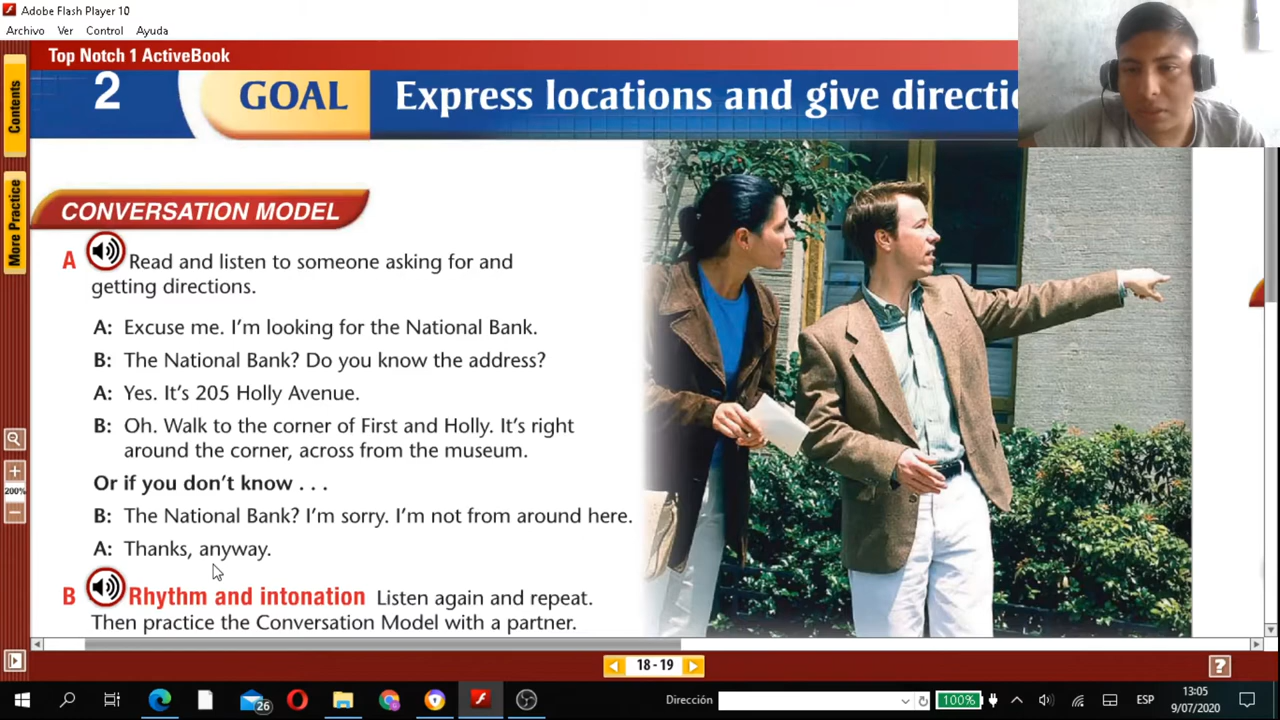 Adobe Flash Player 10
Archivo Ver Control Ayuda
Top Notch 1 ActiveBook
Contents
More Practice
2 GOAL Express locations and give directi
CONVERSATION MODEL
A Read and listen to someone asking for and
getting directions.
A: Excuse me. I'm looking for the National Bank.
B: The National Bank? Do you know the address?
A: Yes. It's 205 Holly Avenue.
B: Oh. Walk to the corner of First and Holly. It's right
around the corner, across from the museum.
Or if you don't know . . .
B: The National Bank? I'm sorry. I'm not from around here.
A: Thanks, anyway.
B Rhythm and intonation Listen again and repeat.
Then practice the Conversation Model with a partner.
200%
18 - 19
?
26
Dirección
100%
ESP
13:05
9/07/2020